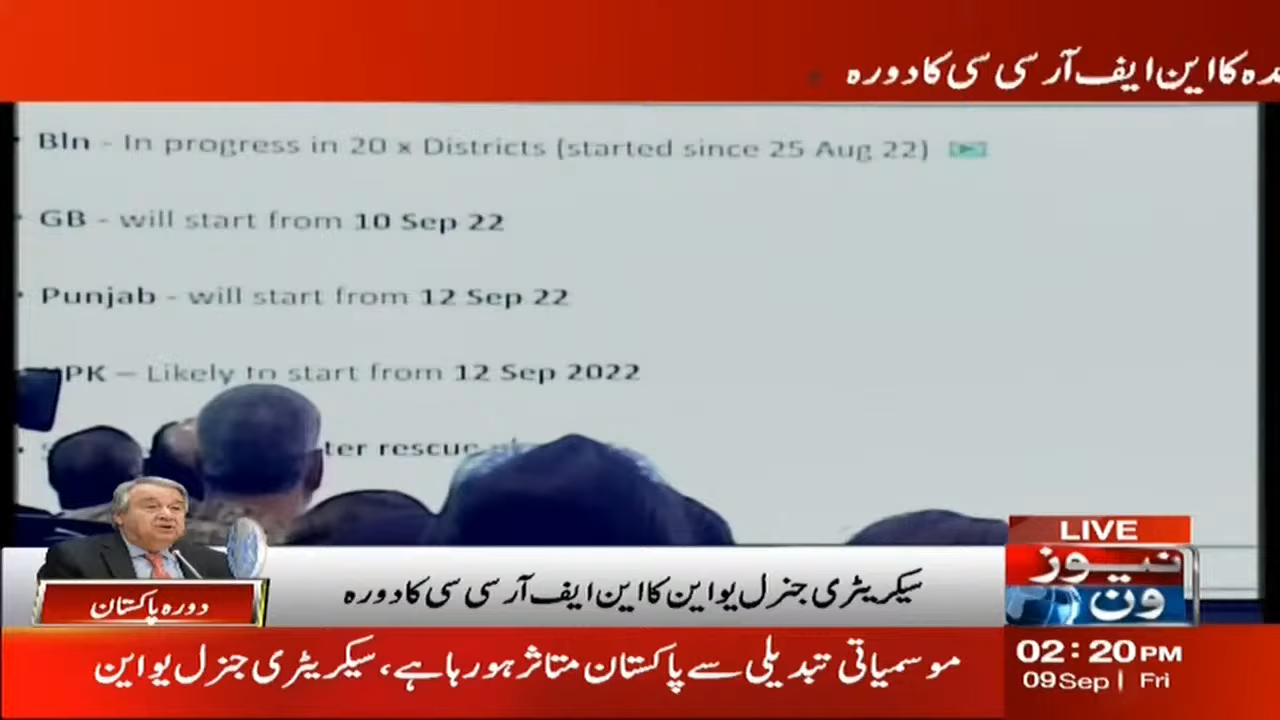 کا این ایف آر سی سی کا دورہ
Bln - In progress in 20 x Districts (started since 25 Aug 22)
GB - will start from 10 Sep 22
Punjab - will start from 12 Sep 22
PK – Likely to start from 12 Sep 2022
rescue
LIVE
نیوز ون
سیکریٹری جنرل یو این کا این ایف آر سی سی کا دورہ
دورہ پاکستان
موسمیاتی تبدیلی سے پاکستان متاثر ہو رہا ہے، سیکریٹری جنرل یو این
02:20PM
09Sep | Fri